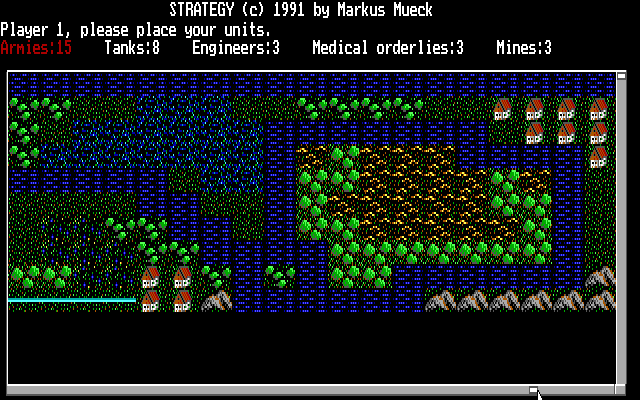 STRATEGY (c) 1991 by Markus Mueck
Player 1, please place your units.
Armies:15 Tanks:8 Engineers:3 Medical orderlies:3 Mines:3